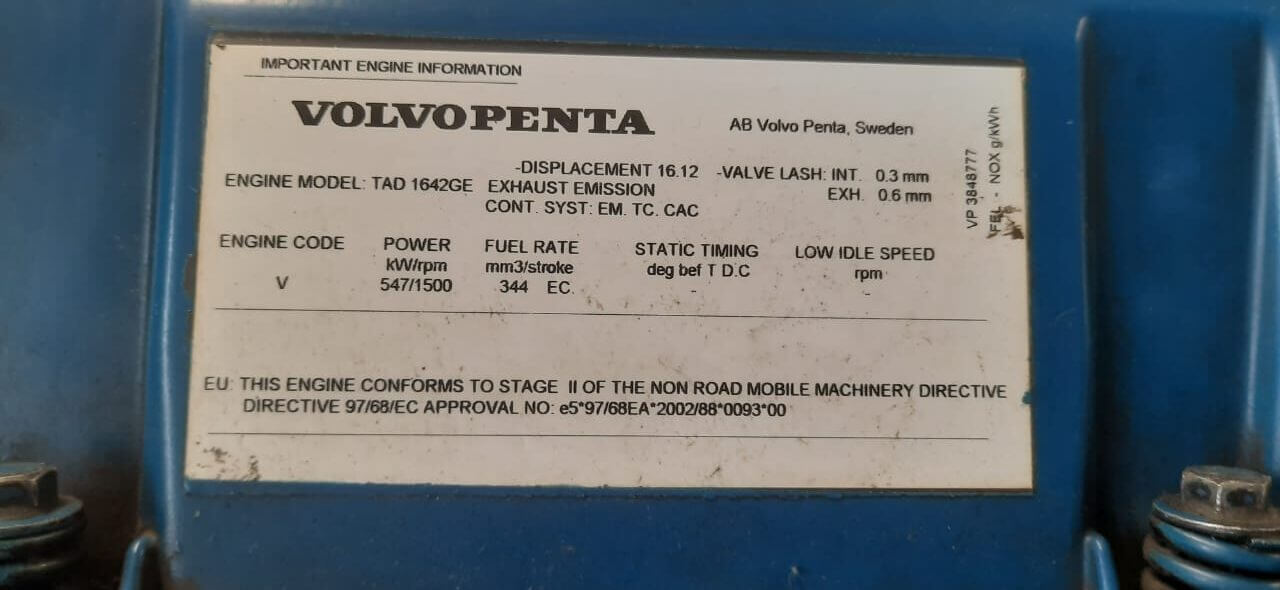 IMPORTANT ENGINE INFORMATION
VOLVO PENTA
AB Volvo Penta, Sweden
-DISPLACEMENT 16.12 -VALVE LASH: INT. 0.3 mm
ENGINE MODEL: TAD 1642GE EXHAUST EMISSION EXH. 0.6 mm
CONT. SYST: EM. TC. CAC
ENGINE CODE POWER FUEL RATE STATIC TIMING LOW IDLE SPEED
kW/rpm mm3/stroke deg bef T D.C rpm
V 547/1500 344 EC. - -
EU: THIS ENGINE CONFORMS TO STAGE II OF THE NON ROAD MOBILE MACHINERY DIRECTIVE
DIRECTIVE 97/68/EC APPROVAL NO: e5*97/68EA*2002/88*0093*00
VP 3848777
FEL - NOX g/kWh